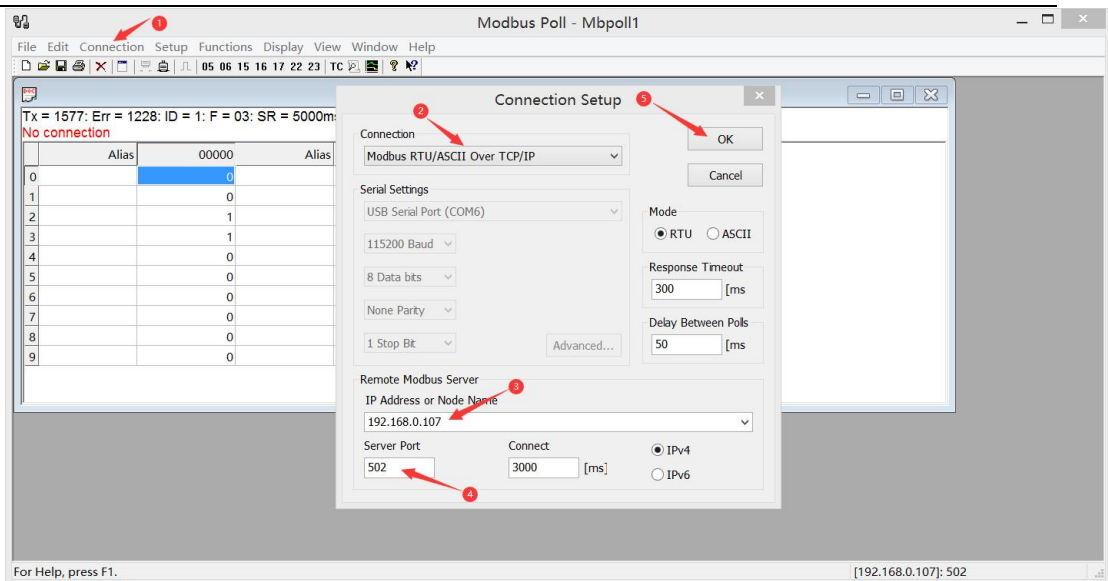 Modbus Poll - Mbpoll1
1
File Edit Connection Setup Functions Display View Window Help
05 06 15 16 17 22 23 TC
Tx = 1577: Err = 1228: ID = 1: F = 03: SR = 5000m
No connection
Alias 00000 Alias
0 0
1 0
2 1
3 1
4 0
5 0
6 0
7 0
8 0
9 0
Connection Setup
2
5
Connection
Modbus RTU/ASCII Over TCP/IP
OK
Cancel
Serial Settings
USB Serial Port (COM6)
115200 Baud
8 Data bits
None Parity
1 Stop Bit
Advanced...
Mode
RTU ASCII
Response Timeout
300 [ms
Delay Between Polls
50 [ms
Remote Modbus Server
3
IP Address or Node Name
192.168.0.107
Server Port Connect
502 3000 [ms]
IPv4
IPv6
4
For Help, press F1.
[192.168.0.107]: 502